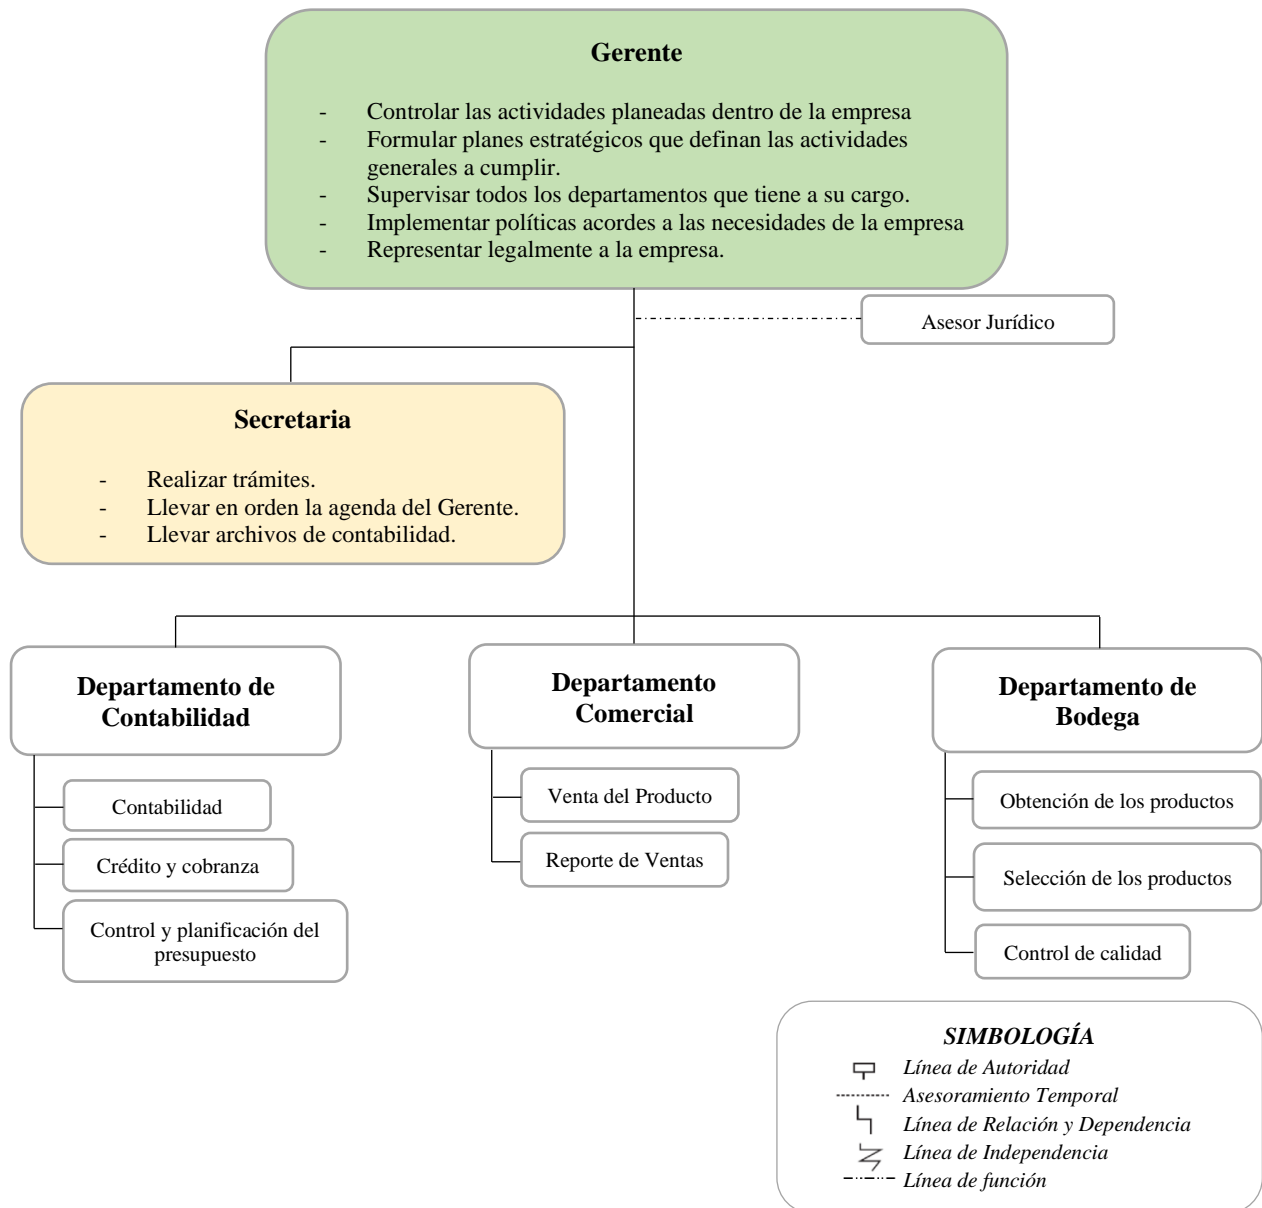 Gerente
- Controlar las actividades planeadas dentro de la empresa
- Formular planes estratégicos que definan las actividades
generales a cumplir.
- Supervisar todos los departamentos que tiene a su cargo.
- Implementar políticas acordes a las necesidades de la empresa
- Representar legalmente a la empresa.
Asesor Jurídico
Secretaria
- Realizar trámites.
- Llevar en orden la agenda del Gerente.
- Llevar archivos de contabilidad.
Departamento de
Contabilidad
Contabilidad
Crédito y cobranza
Control y planificación del
presupuesto
Departamento
Comercial
Venta del Producto
Reporte de Ventas
Departamento de
Bodega
Obtención de los productos
Selección de los productos
Control de calidad
SIMBOLOGÍA
Línea de Autoridad
Asesoramiento Temporal
Línea de Relación y Dependencia
Línea de Independencia
Línea de función